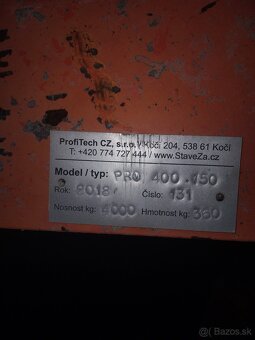 ProfiTech CZ, s.r.o. / Kočí 204, 538 61 Kočí
T: +420 774 727 444 / www.StaveZa.cz
Model / typ: PRO 400.150
Rok: 2018 Číslo: 131
Nosnost kg: 4000 Hmotnost kg: 360
Bazos.sk